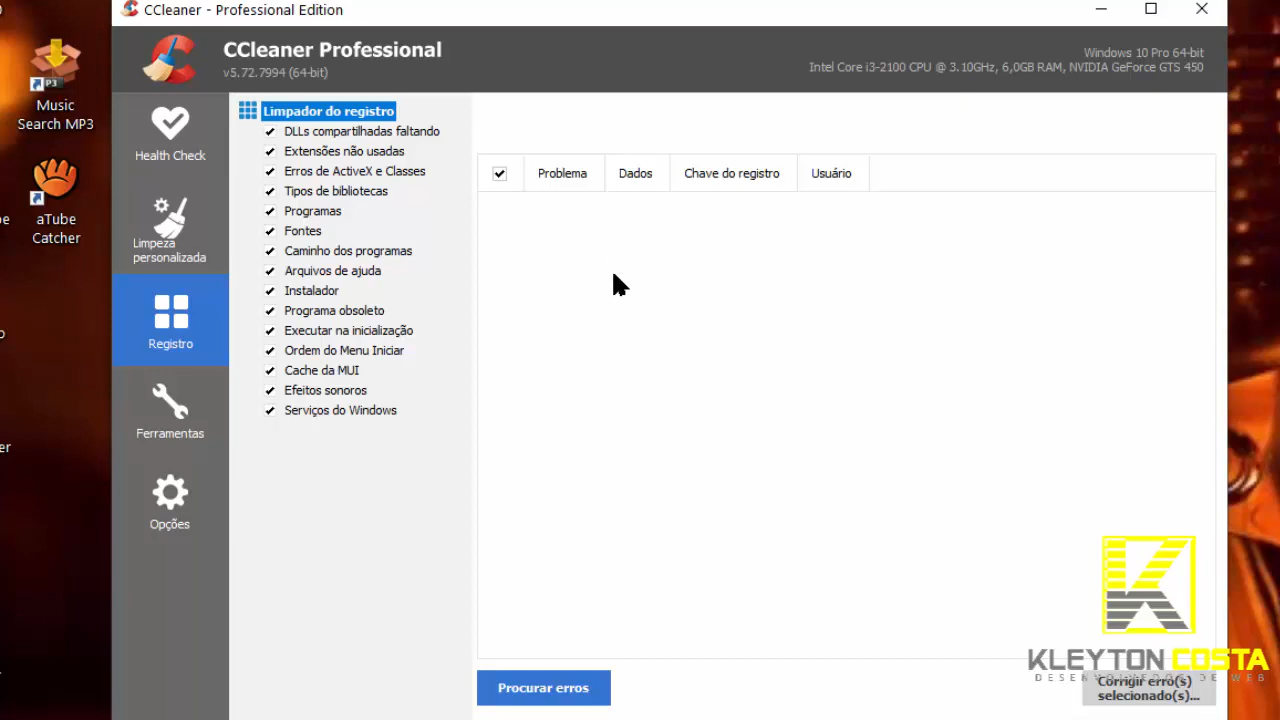 CCleaner - Professional Edition
CCleaner Professional
v5.72.7994 (64-bit)
Windows 10 Pro 64-bit
Intel Core i3-2100 CPU @ 3.10GHz, 6,0GB RAM, NVIDIA GeForce GTS 450
P3
Music
Search MP3
aTube
Catcher
Health Check
Limpeza
personalizada
Registro
Ferramentas
Opções
Limpador do registro
DLLs compartilhadas faltando
Extensões não usadas
Erros de ActiveX e Classes
Tipos de bibliotecas
Programas
Fontes
Caminho dos programas
Arquivos de ajuda
Instalador
Programa obsoleto
Executar na inicialização
Ordem do Menu Iniciar
Cache da MUI
Efeitos sonoros
Serviços do Windows
Problema
Dados
Chave do registro
Usuário
Procurar erros
KLEYTON COSTA
DESENVOLVEDOR DE WEB
Corrigir erro(s)
selecionado(s)...